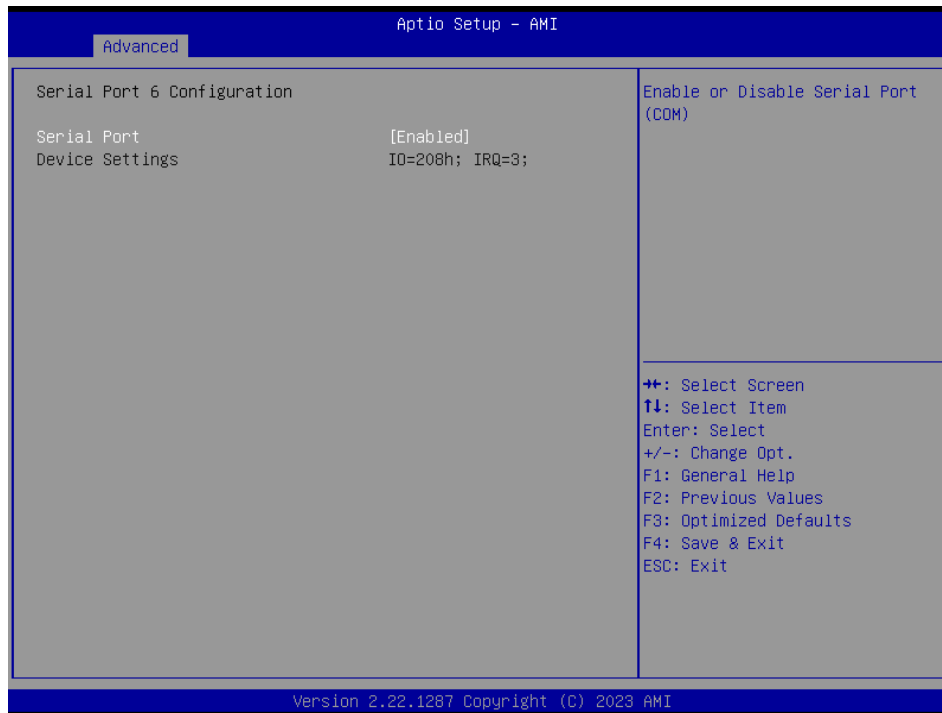 Aptio Setup – AMI
Advanced
Serial Port 6 Configuration
Serial Port [Enabled]
Device Settings IO=208h; IRQ=3;
Enable or Disable Serial Port
(COM)
→←: Select Screen
↑↓: Select Item
Enter: Select
+/-: Change Opt.
F1: General Help
F2: Previous Values
F3: Optimized Defaults
F4: Save & Exit
ESC: Exit
Version 2.22.1287 Copyright (C) 2023 AMI